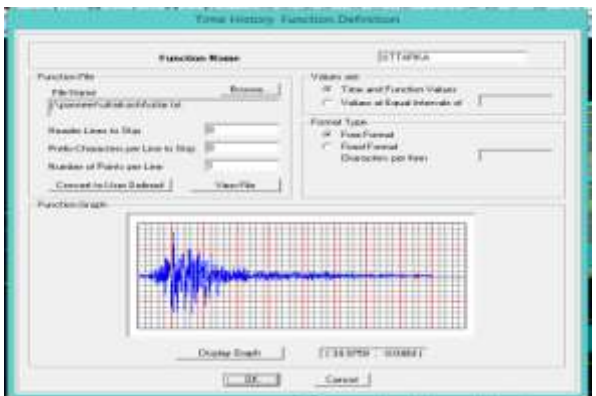 Time History Function Definition
Function Name
Function File
File Name
Browse...
Header Lines to Skip
Prefix Characters per Line to Skip
Number of Points per Line
Convert to User Defined
View File
Values are:
Time and Function Values
Values at Equal Intervals of
Format Type
Free Format
Fixed Format
Characters per Item
Function Graph
Display Graph
OK
Cancel